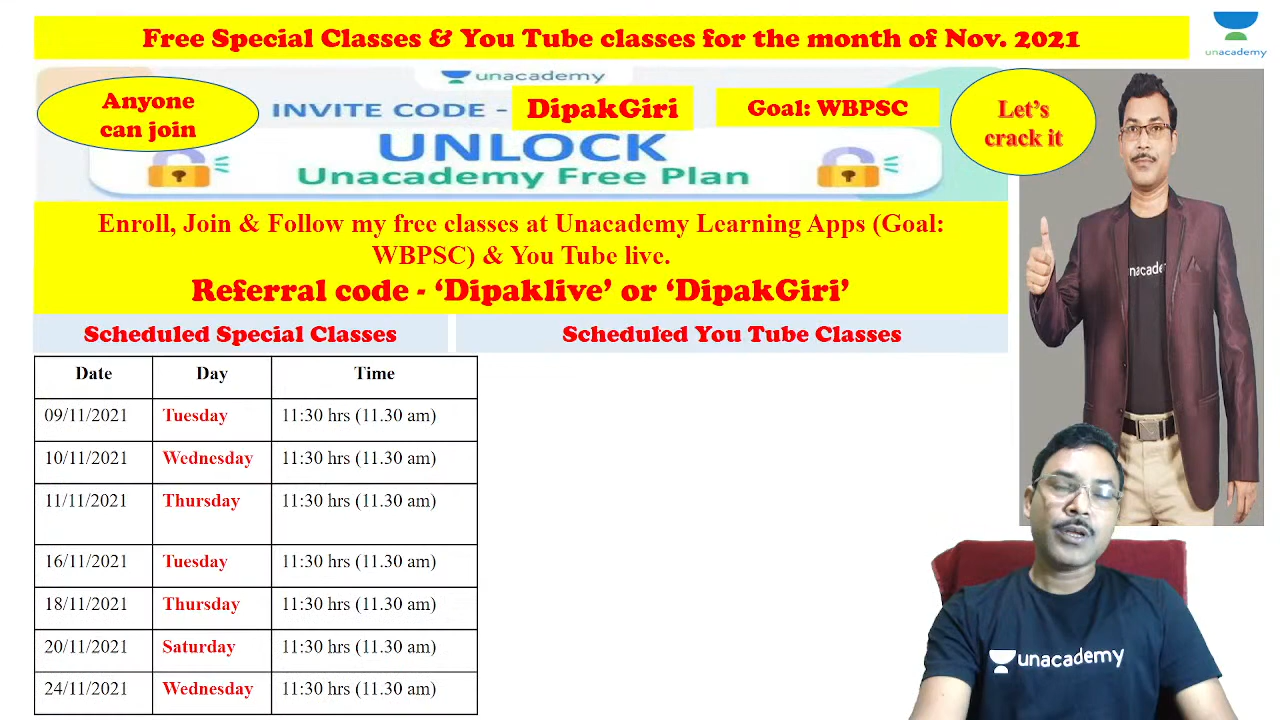 Free Special Classes & You Tube classes for the month of Nov. 2021
unacademy
unacademy
Anyone
can join
INVITE CODE - DipakGiri
Goal: WBPSC
Let's
crack it
UNLOCK
Unacademy Free Plan
Enroll, Join & Follow my free classes at Unacademy Learning Apps (Goal:
WBPSC) & You Tube live.
Referral code - ‘Dipaklive’ or ‘DipakGiri’
Scheduled Special Classes
Scheduled You Tube Classes
Date Day Time
09/11/2021 Tuesday 11:30 hrs (11.30 am)
10/11/2021 Wednesday 11:30 hrs (11.30 am)
11/11/2021 Thursday 11:30 hrs (11.30 am)
16/11/2021 Tuesday 11:30 hrs (11.30 am)
18/11/2021 Thursday 11:30 hrs (11.30 am)
20/11/2021 Saturday 11:30 hrs (11.30 am)
24/11/2021 Wednesday 11:30 hrs (11.30 am)
unacade
unacademy